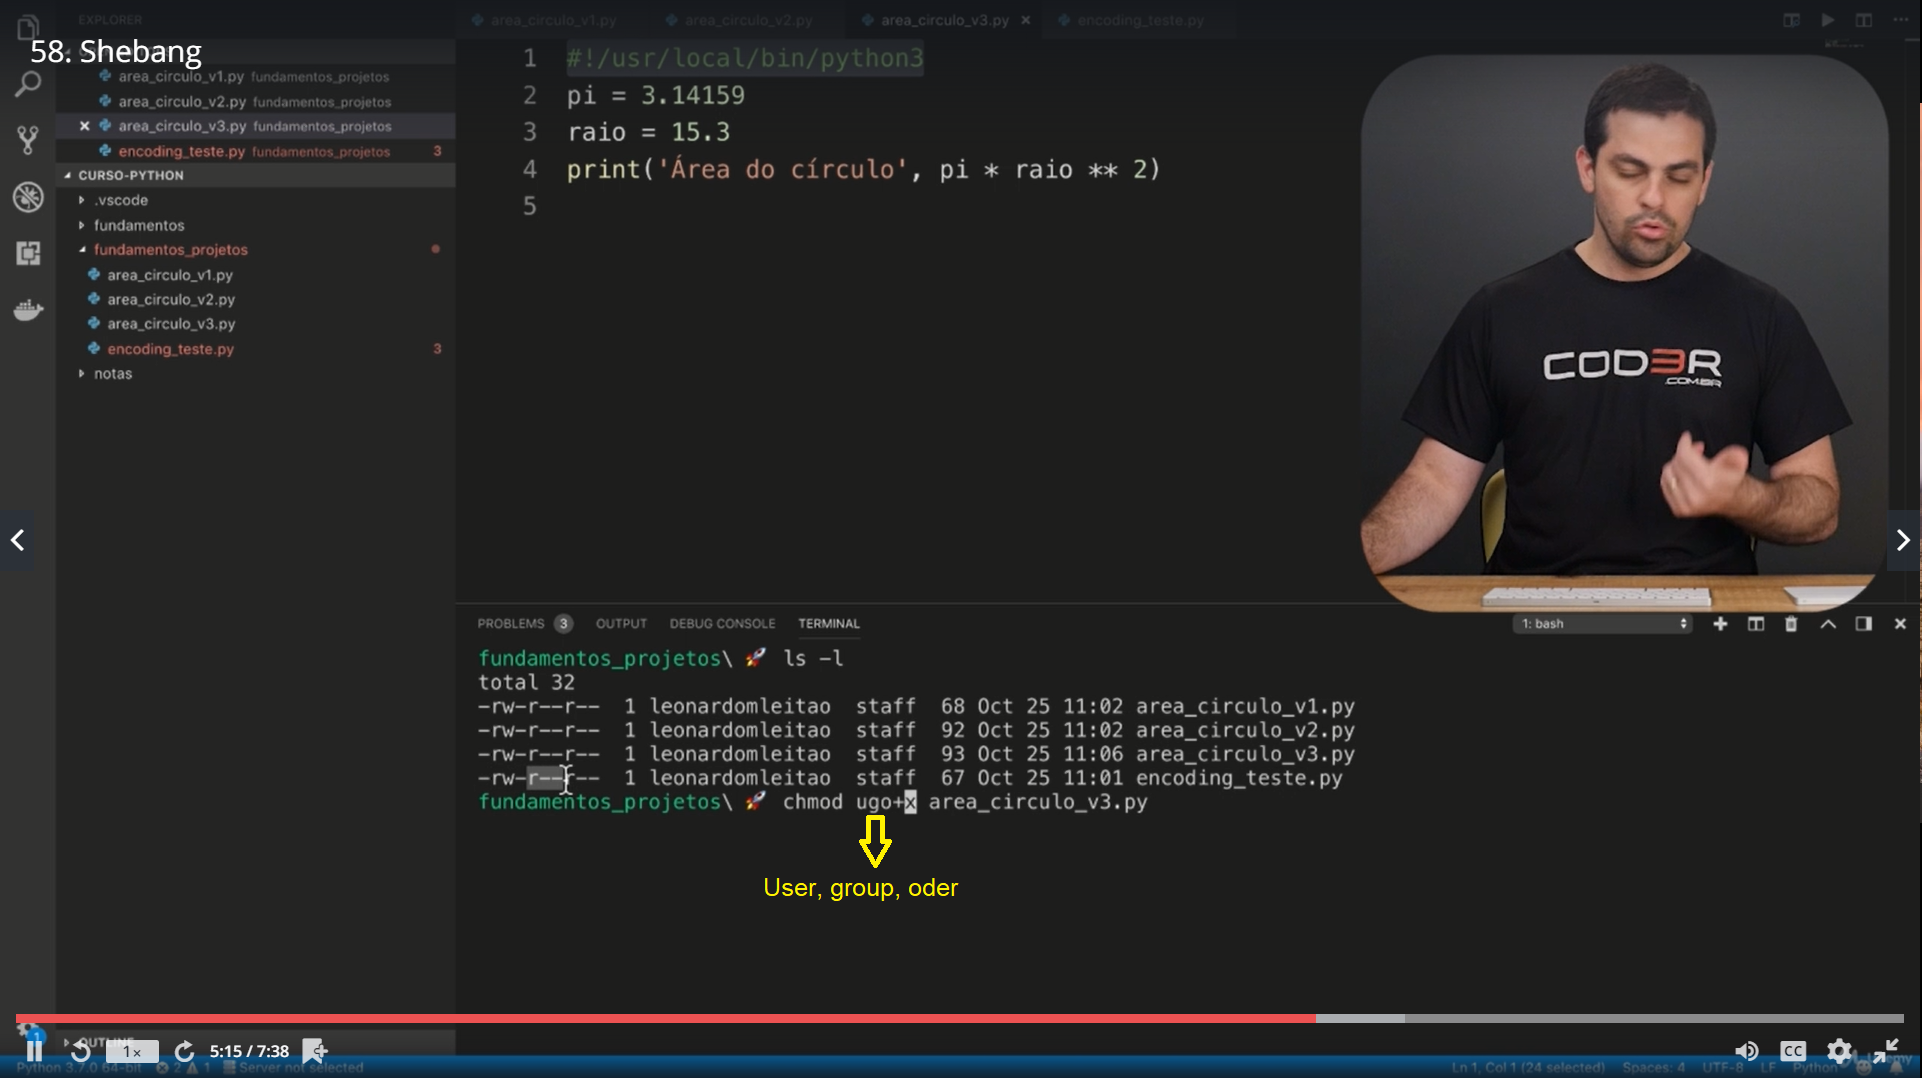 EXPLORER
58. Shebang
area_circulo_v1.py fundamentos_projetos
area_circulo_v2.py fundamentos_projetos
area_circulo_v3.py fundamentos_projetos
encoding_teste.py fundamentos_projetos 3
CURSO-PYTHON
.vscode
fundamentos
fundamentos_projetos
area_circulo_v1.py
area_circulo_v2.py
area_circulo_v3.py
encoding_teste.py 3
notas
area_circulo_v1.py area_circulo_v2.py area_circulo_v3.py encoding_teste.py
1 #!/usr/local/bin/python3
2 pi = 3.14159
3 raio = 15.3
4 print('Área do círculo', pi * raio ** 2)
5
COD3R
.COM.BR
PROBLEMS 3 OUTPUT DEBUG CONSOLE TERMINAL 1: bash
fundamentos_projetos\ 🚀 ls -l
total 32
-rw-r--r-- 1 leonardomleitao staff 68 Oct 25 11:02 area_circulo_v1.py
-rw-r--r-- 1 leonardomleitao staff 92 Oct 25 11:02 area_circulo_v2.py
-rw-r--r-- 1 leonardomleitao staff 93 Oct 25 11:06 area_circulo_v3.py
-rw-r--r-- 1 leonardomleitao staff 67 Oct 25 11:01 encoding_teste.py
fundamentos_projetos\ 🚀 chmod ugo+x area_circulo_v3.py
User, group, oder
OUTLINE
1
1x 5:15 / 7:38 CC
Python 3.7.0 64-bit 2 1 Server not selected Ln 1, Col 1 (24 selected) Spaces: 4 UTF-8 LF Python